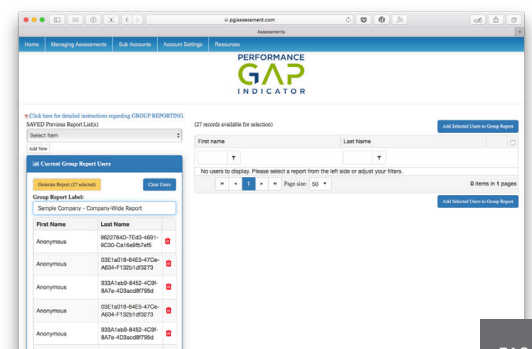 pgiassessment.com
Assessments
Home Managing Assessments Sub Accounts Account Settings Resources
PERFORMANCE
GAP
INDICATOR
Click here for detailed instructions regarding GROUP REPORTING.
SAVED Previous Report List(s)
Select Item
Add New
Current Group Report Users
Generate Report (27 selected) Clear Users
Group Report Label:
Sample Company - Company-Wide Report
First Name Last Name
Anonymous 9622784D-7Ed3-4691-
9C30-Ca16e9fb7ef5
Anonymous 03E1a018-64E5-47Ce-
A634-F132b1df3273
Anonymous 933A1eb9-8452-4C9f-
8A7e-4D3acd8f795d
Anonymous 03E1a018-64E5-47Ce-
A634-F132b1df3273
Anonymous 933A1eb9-8452-4C9f-
8A7e-4D3acd8f795d
(27 records available for selection) Add Selected Users to Group Report
First name Last Name
No users to display. Please select a report from the left side or adjust your filters.
1 Page size: 50 0 items in 1 pages
Add Selected Users to Group Report